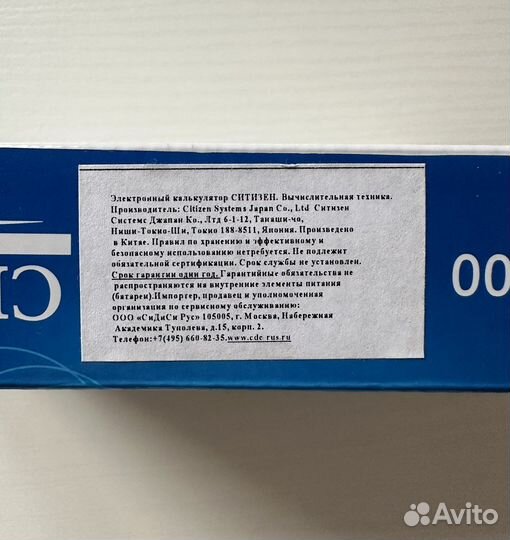 Электронный калькулятор СИТИЗЕН. Вычислительная техника.
Производитель: Citizen Systems Japan Co., Ltd Ситизен
Системс Джапан Ко., Лтд 6-1-12, Танаши-чо,
Ниши-Токио-Ши, Токио 188-8511, Япония. Произведено
в Китае. Правил по хранению и эффективному и
безопасному использованию нетребуется. Не подлежит
обязательной сертификации. Срок службы не установлен.
Срок гарантии один год. Гарантийные обязательства не
распространяются на внутренние элементы питания
(батареи).Импортер, продавец и уполномоченная
организация по сервисному обслуживанию:
ООО «СиДиСи Рус» 105005, г. Москва, Набережная
Академика Туполева, д.15, корп. 2.
Телефон:+7(495) 660-82-35.www.cdc-rus.ru
CI
00
Avito